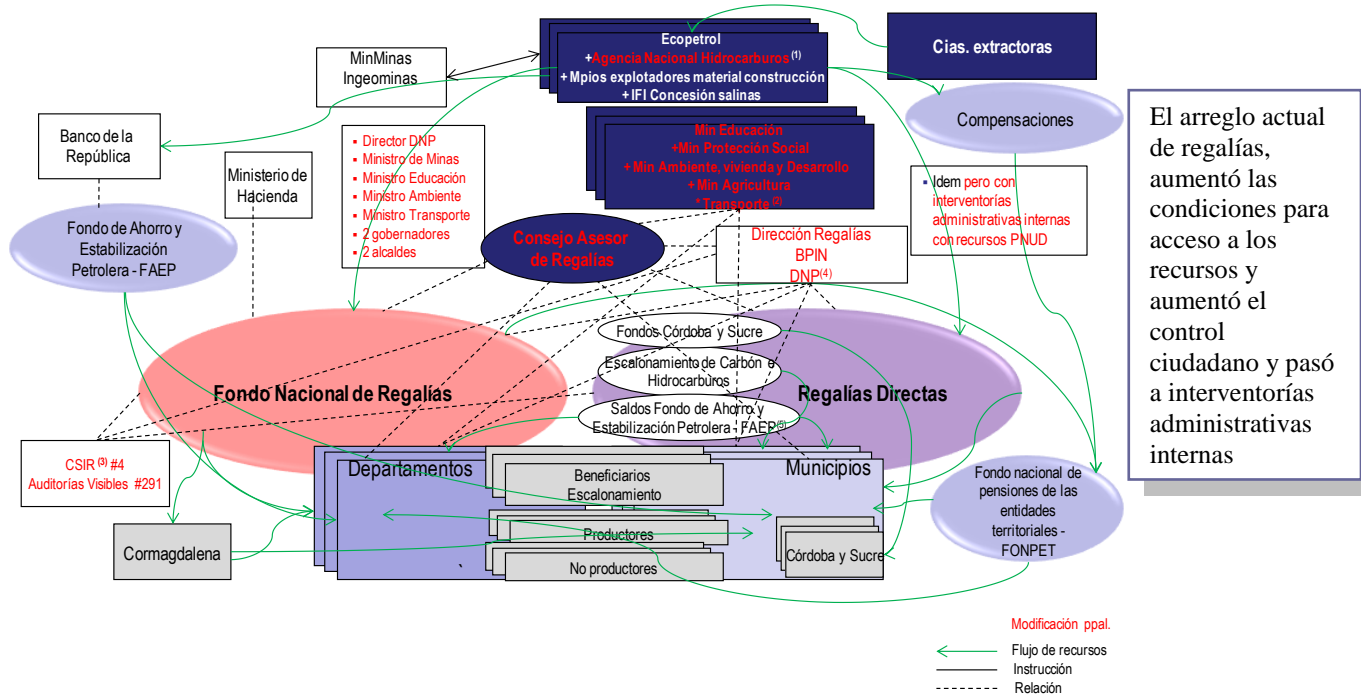 Ecopetrol
+Agencia Nacional Hidrocarburos (1)
+ Mpios explotadores material construcción
+ IFI Concesión salinas
Cias. extractoras
MinMinas
Ingeominas
Compensaciones
Banco de la
República
Ministerio de
Hacienda
Director DNP
Ministro de Minas
Ministro Educación
Ministro Ambiente
Ministro Transporte
2 gobernadores
2 alcaldes
Min Educación
+Min Protección Social
+ Min Ambiente, vivienda y Desarrollo
+ Min Agricultura
* Transporte (2)
Idem pero con
interventorías
administrativas internas
con recursos PNUD
El arreglo actual
de regalías,
aumentó las
condiciones para
acceso a los
recursos y
aumentó el
control
ciudadano y pasó
a interventorías
administrativas
internas
Fondo de Ahorro y
Estabilización
Petrolera - FAEP
Consejo Asesor
de Regalías
Dirección Regalías
BPIN
DNP(4)
Fondos Córdoba y Sucre
Escalonamiento de Carbón e
Hidrocarburos
Saldos Fondo de Ahorro y
Estabilización Petrolera - FAEP(5)
Fondo Nacional de Regalías
Regalías Directas
CSIR (3) #4
Auditorías Visibles #291
Departamentos
Municipios
Beneficiarios
Escalonamiento
Productores
No productores
Córdoba y Sucre
Cormagdalena
Fondo nacional de
pensiones de las
entidades
territoriales -
FONPET
Modificación ppal.
Flujo de recursos
Instrucción
Relación